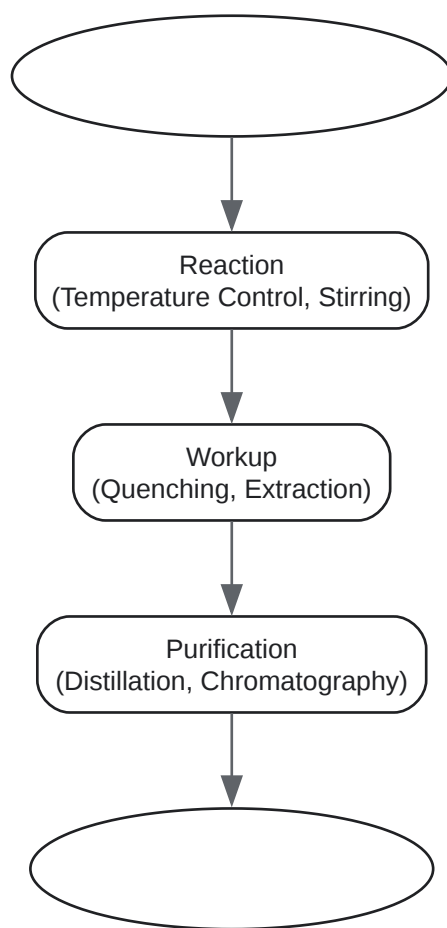 Reaction
(Temperature Control, Stirring)
Workup
(Quenching, Extraction)
Purification
(Distillation, Chromatography)